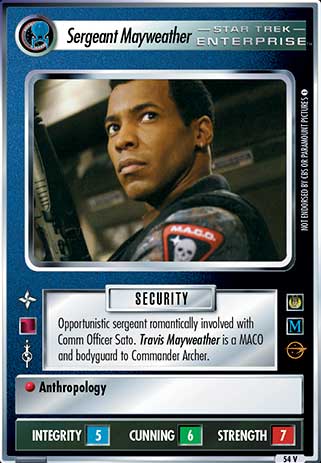 Sergeant Mayweather
STAR TREK
ENTERPRISE
NOT ENDORSED BY CBS OR PARAMOUNT PICTURES
M.A.C.O.
SECURITY
Opportunistic sergeant romantically involved with
Comm Officer Sato. Travis Mayweather is a MACO
and bodyguard to Commander Archer.
M
Anthropology
INTEGRITY 5 CUNNING 6 STRENGTH 7
54 V